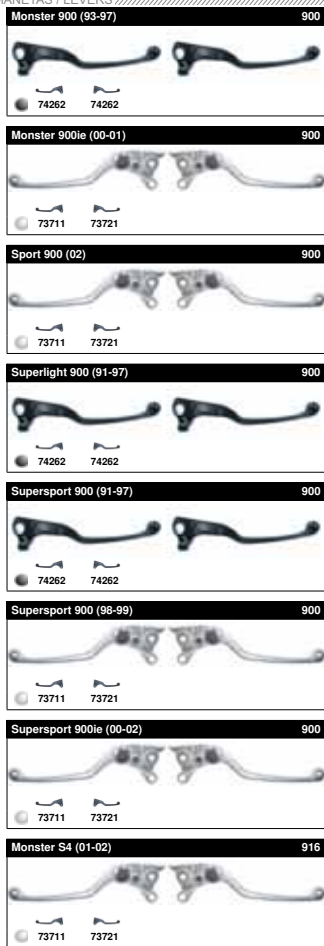 MANETAS / LEVERS
Monster 900 (93-97) 900
74262 74262
Monster 900ie (00-01) 900
73711 73721
Sport 900 (02) 900
73711 73721
Superlight 900 (91-97) 900
74262 74262
Supersport 900 (91-97) 900
74262 74262
Supersport 900 (98-99) 900
73711 73721
Supersport 900ie (00-02) 900
73711 73721
Monster S4 (01-02) 916
73711 73721